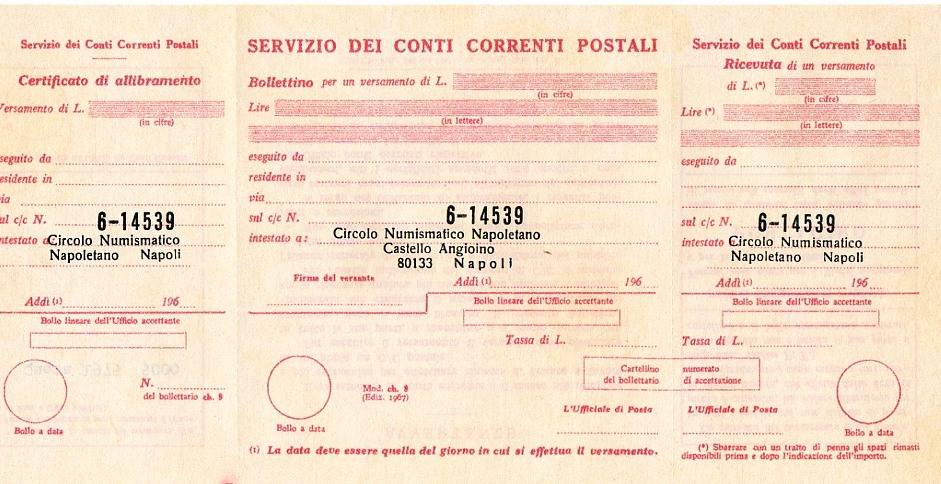 Servizio dei Conti Correnti Postali
Certificato di allibramento
Versamento di L.
(in cifre)
eseguito da
residente in
via
sul c/c N. 6-14539
intestato a: Circolo Numismatico
Napoletano Napoli
Addì (1) 196
Bollo lineare dell'Ufficio accettante
N.
del bollettario ch. 8
Bollo a data
SERVIZIO DEI CONTI CORRENTI POSTALI
Bollettino per un versamento di L.
(in cifre)
Lire
(in lettere)
eseguito da
residente in
via
sul c/c N. 6-14539
intestato a: Circolo Numismatico Napoletano
Castello Angioino
80133 Napoli
Firma del versante
Addì (1) 196
Bollo lineare dell'Ufficio accettante
Tassa di L.
Cartellino numerato
del bollettario di accettazione
Mod. ch. 8
(Ediz. 1967)
L'Ufficiale di Posta
Bollo a data
(1) La data deve essere quella del giorno in cui si effettua il versamento.
Servizio dei Conti Correnti Postali
Ricevuta di un versamento
di L. (*)
(in cifre)
Lire (*)
(in lettere)
eseguito da
sul c/c N. 6-14539
intestato Circolo Numismatico
Napoletano Napoli
Addì (1) 196
Bollo lineare dell'Ufficio accettante
Tassa di L.
L'Ufficiale di Posta
Bollo a data
(*) Sbarrare con un tratto di penna gli spazi rimasti
disponibili prima e dopo l'indicazione dell'importo.